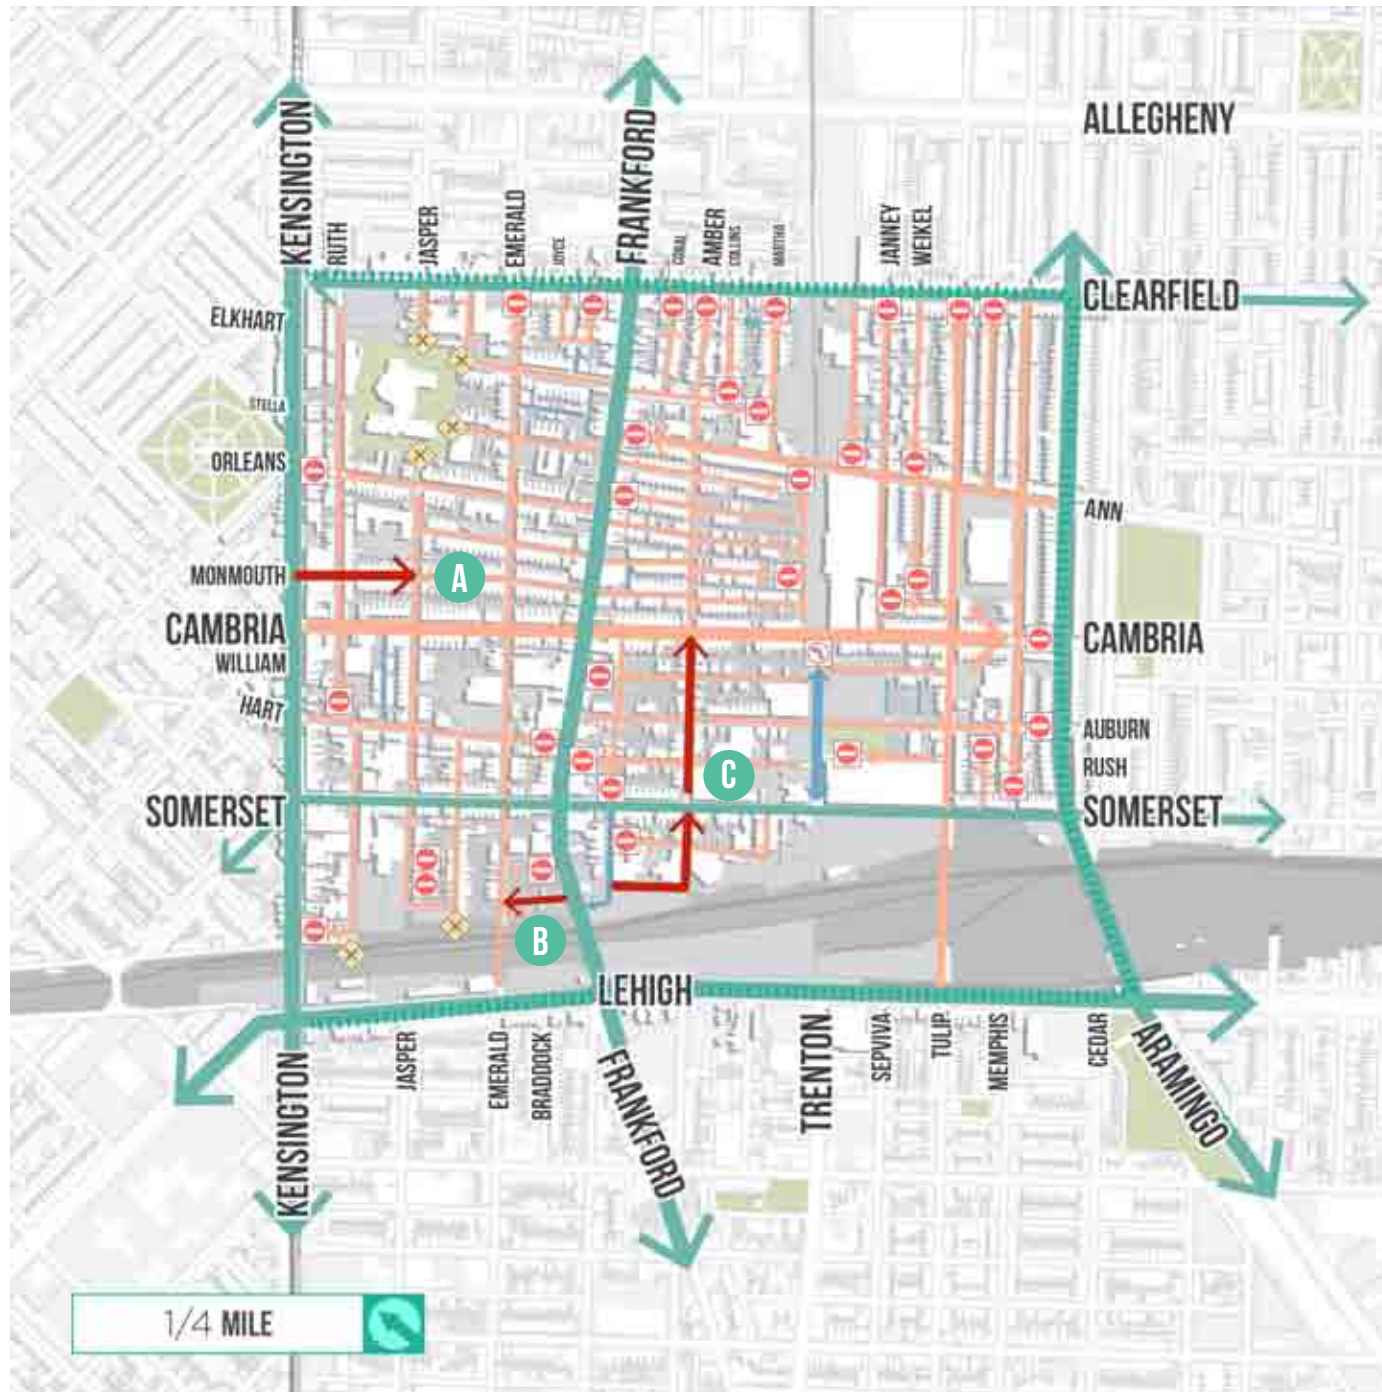 ALLEGHENY
KENSINGTON
RUTH
JASPER
EMERALD
JOYCE
FRANKFORD
CORAL
AMBER
COLLINS
MARTHA
JANNEY
WEIKEL
CLEARFIELD
ELKHART
STELLA
ORLEANS
ANN
MONMOUTH
A
CAMBRIA
CAMBRIA
WILLIAM
HART
AUBURN
RUSH
C
SOMERSET
SOMERSET
B
LEHIGH
KENSINGTON
JASPER
EMERALD
BRADDOCK
FRANKFORD
TRENTON
SEPVIVA
TULIP
MEMPHIS
CEDAR
ARAMINGO
1/4 MILE